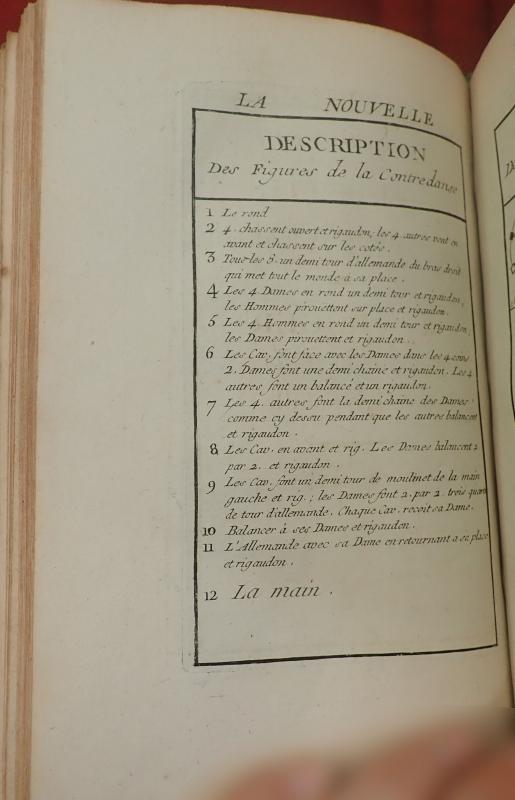 LA NOUVELLE
DESCRIPTION
Des Figures de la Contredanse
1 Le rond
2 4. chassent ouvert et rigaudon; les 4 autres vont en
avant et chassent sur les cotés.
3 Tous les 8. un demi tour d'allemande du bras droit
qui met tout le monde à sa place.
4 Les 4 Dames en rond un demi tour et rigaudon,
les Hommes pirouettent sur place et rigaudon.
5 Les 4 Hommes en rond un demi tour et rigaudon,
les Dames pirouettent et rigaudon.
6 Les Cav. font face avec les Dames dans les 4 coins
2. Dames font une demi chaine et rigaudon. Les 4
autres font un balancé et un rigaudon.
7 Les 4. autres font la demi chaine des Dames
comme cy dessu pendant que les autres balancent
et rigaudon.
8 Les Cav. en avant et rig. Les Dames balancent 2
par 2. et rigaudon.
9 Les Cav. font un demi tour de moulinet de la main
gauche et rig.; les Dames font 2. par 2. trois quart
de tour d'allemande. Chaque Cav. recoit sa Dame.
10 Balancer à ses Dames et rigaudon.
11 L'Allemande avec sa Dame en retournant a sa place
et rigaudon.
12 La main.